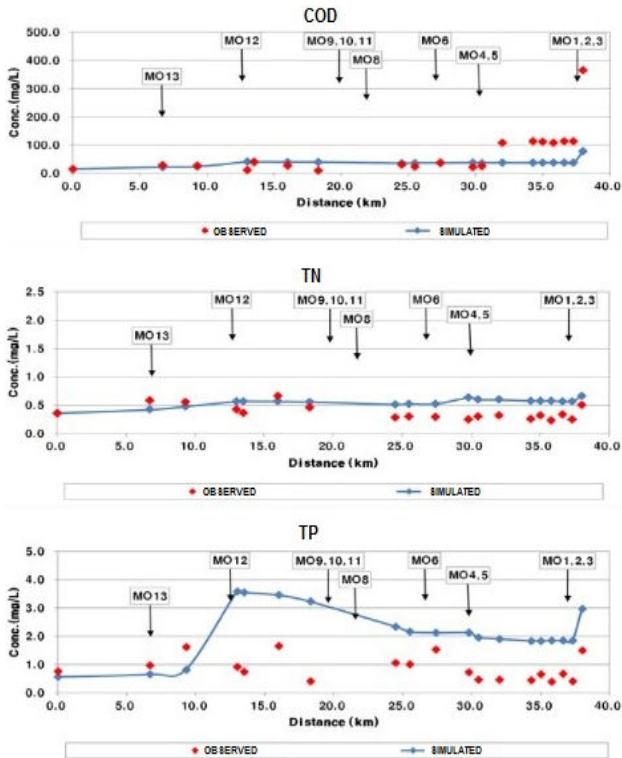 COD
500.0
400.0
300.0
200.0
100.0
0.0
Conc.(mg/L)
MO13
MO12
MO9,10,11
MO8
MO6
MO4,5
MO1,2,3
0.0 5.0 10.0 15.0 20.0 25.0 30.0 35.0 40.0
Distance (km)
OBSERVED SIMULATED
TN
2.5
2.0
1.5
1.0
0.5
0.0
Conc.(mg/L)
MO13
MO12
MO9,10,11
MO8
MO6
MO4,5
MO1,2,3
0.0 5.0 10.0 15.0 20.0 25.0 30.0 35.0 40.0
Distance (km)
OBSERVED SIMULATED
TP
5.0
4.0
3.0
2.0
1.0
0.0
Conc.(mg/L)
MO13
MO12
MO9,10,11
MO8
MO6
MO4,5
MO1,2,3
0.0 5.0 10.0 15.0 20.0 25.0 30.0 35.0 40.0
Distance (km)
OBSERVED SIMULATED